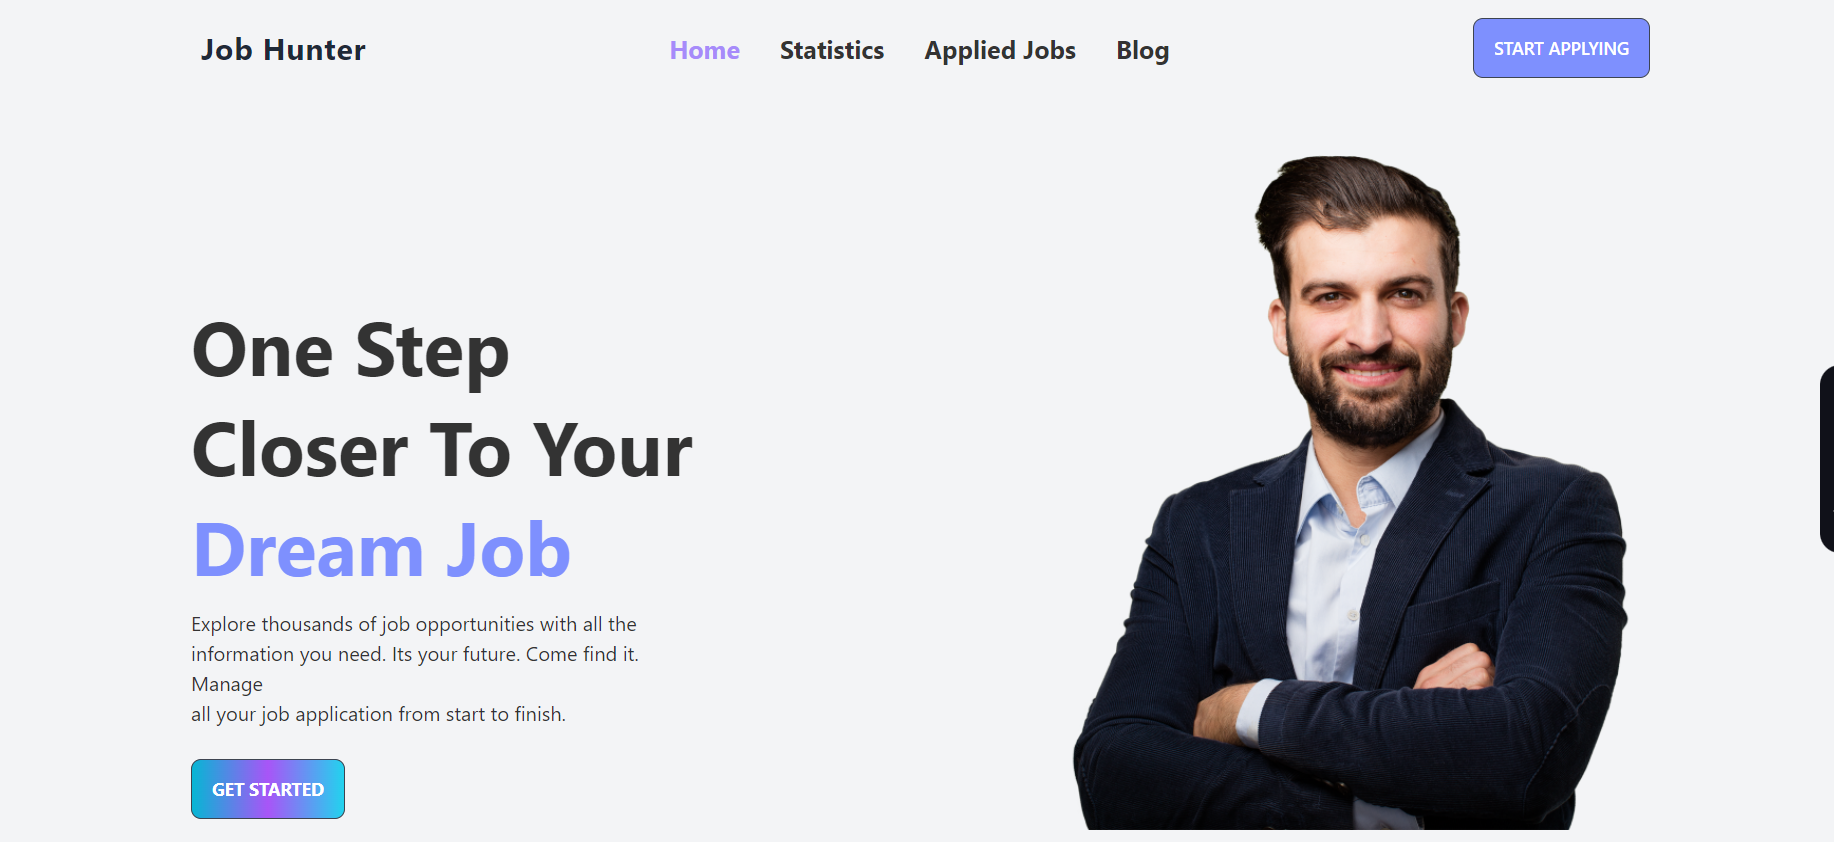 Job Hunter
Home Statistics Applied Jobs Blog
START APPLYING
One Step
Closer To Your
Dream Job
Explore thousands of job opportunities with all the
information you need. Its your future. Come find it.
Manage
all your job application from start to finish.
GET STARTED